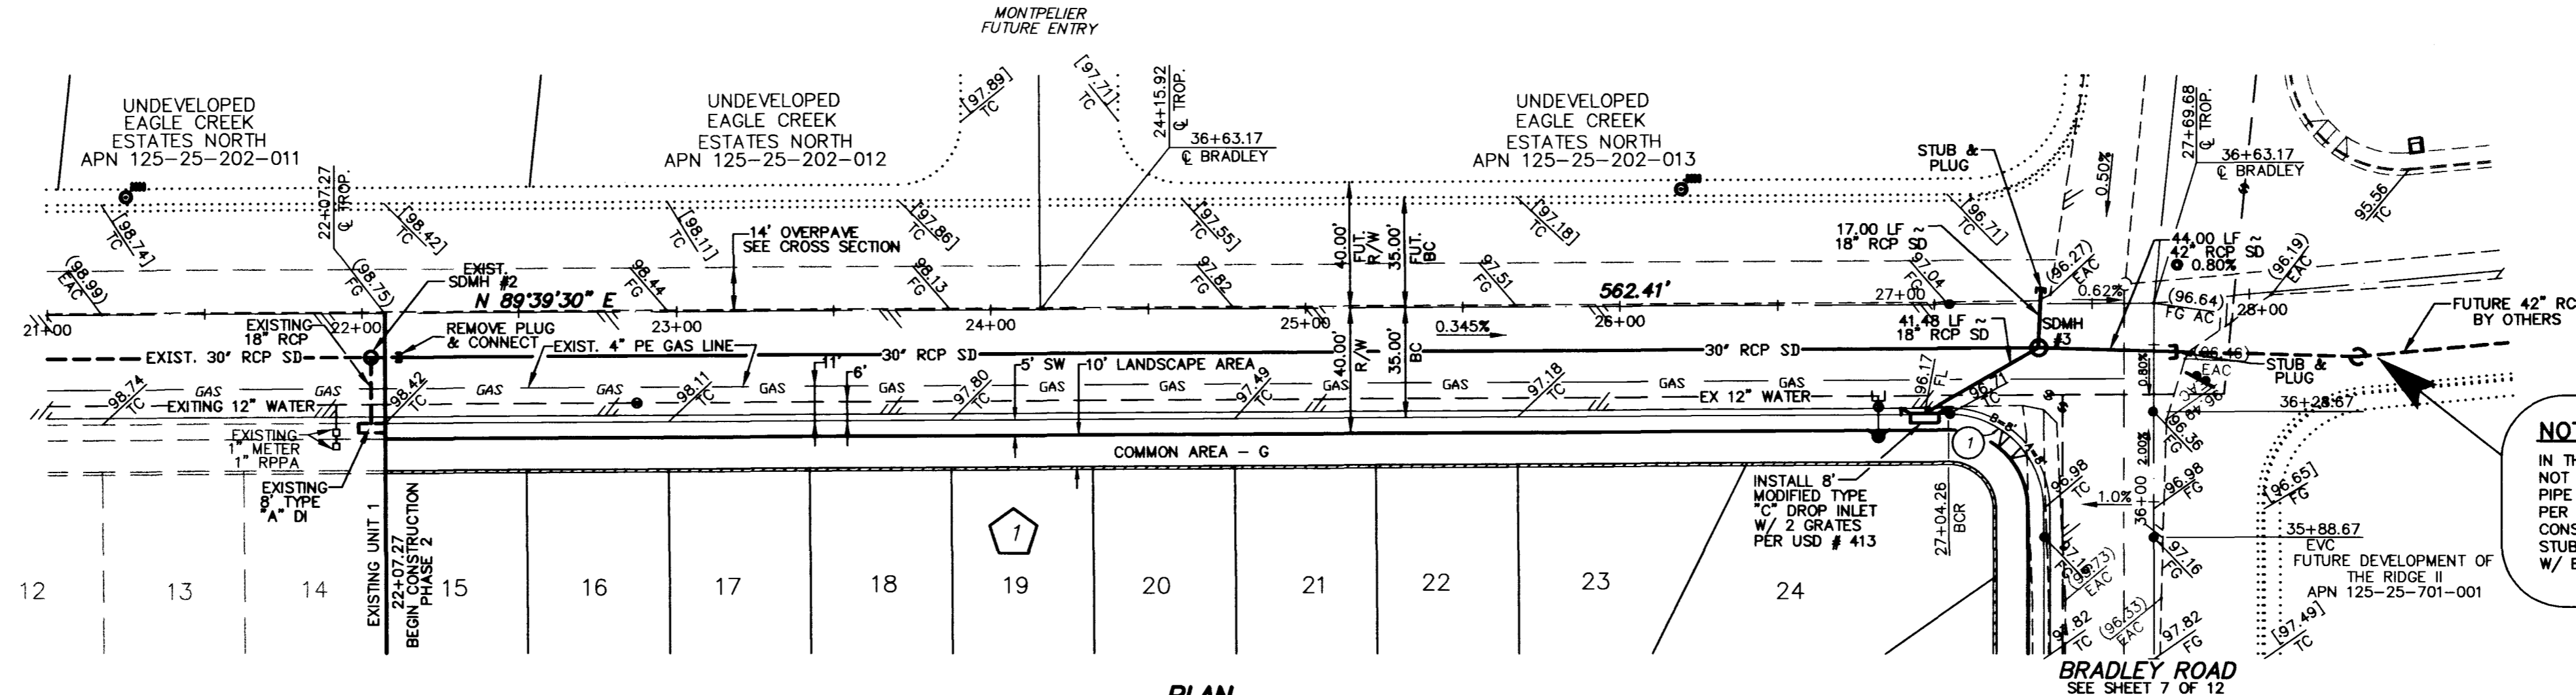 MONTPELIER
FUTURE ENTRY
UNDEVELOPED
EAGLE CREEK
ESTATES NORTH
APN 125-25-202-011
UNDEVELOPED
EAGLE CREEK
ESTATES NORTH
APN 125-25-202-012
UNDEVELOPED
EAGLE CREEK
ESTATES NORTH
APN 125-25-202-013
22+07.27
℄ TROP.
[97.89]
TC
[97.71]
TC
24+15.92
℄ TROP.
36+63.17
℄ BRADLEY
STUB &
PLUG
0.50%
27+69.68
℄ TROP.
36+63.17
℄ BRADLEY
95.56
TC
[98.74]
TC
[98.42]
TC
[98.11]
TC
[97.86]
TC
[97.55]
TC
[97.18]
TC
[96.71]
TC
14' OVERPAVE
SEE CROSS SECTION
40.00'
FUT.
R/W
35.00'
FUT.
BC
17.00 LF ~
18" RCP SD
44.00 LF ~
42" RCP SD
@ 0.80%
(96.27)
EAC
(96.19)
EAC
(98.99)
EAC
(98.75)
FG
EXIST.
SDMH #2
98.44
FG
98.13
FG
97.82
FG
97.51
FG
97.04
FG
0.62%
(96.64)
FG AC
N 89°39'30" E
562.41'
21+00
22+00
23+00
24+00
25+00
26+00
27+00
28+00
FUTURE 42" RC
BY OTHERS
EXISTING
18" RCP
REMOVE PLUG
& CONNECT
EXIST. 4" PE GAS LINE
0.345%
41.48 LF ~
18" RCP SD
SDMH
#3
EXIST. 30" RCP SD
30" RCP SD
30" RCP SD
(96.46)
EAC
STUB &
PLUG
11'
6'
5' SW
10' LANDSCAPE AREA
40.00'
R/W
35.00'
BC
98.74
TC
98.42
TC
98.11
TC
97.80
TC
97.49
TC
97.18
TC
96.17
FL
96.71
TC
GAS GAS GAS GAS GAS GAS GAS GAS GAS GAS
EXITING 12" WATER
EX 12" WATER
0.80%
36+28.67
96.36
FG
EXISTING
1" METER
1" RPPA
COMMON AREA - G
1
B=8'
A=8'
2.00%
EXISTING
8' TYPE
"A" DI
EXISTING UNIT 1
22+07.27
BEGIN CONSTRUCTION
PHASE 2
1
INSTALL 8'
MODIFIED TYPE
"C" DROP INLET
W/ 2 GRATES
PER USD # 413
27+04.26
BCR
96.98
TC
96.98
FG
[96.65]
FG
1.0%
36+00
35+88.67
EVC
97.16
FG
(96.73)
EAC
97.16
FG
FUTURE DEVELOPMENT OF
THE RIDGE II
APN 125-25-701-001
NOT
IN TH
NOT
PIPE
PER
CONS
STUB
W/ E
12
13
14
15
16
17
18
19
20
21
22
23
24
97.82
TC
(96.33)
EAC
97.82
FG
[97.49]
TC
BRADLEY ROAD
SEE SHEET 7 OF 12
PLAN